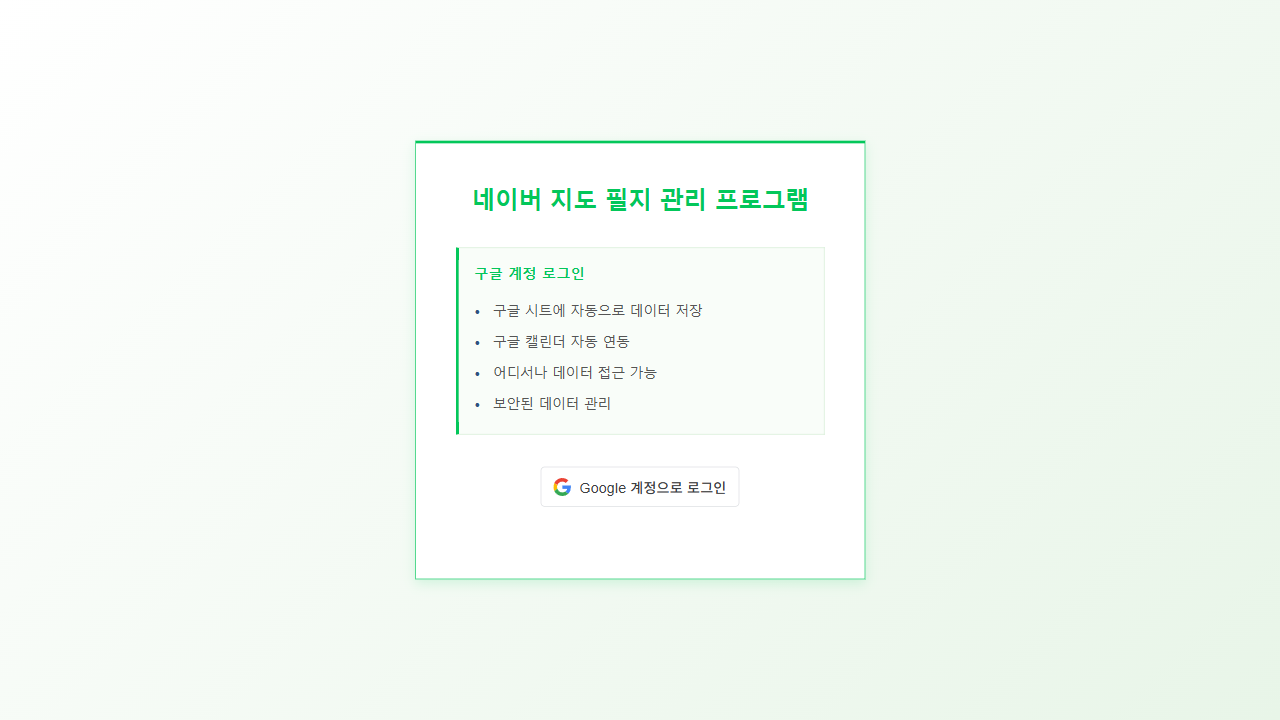 네이버 지도 필지 관리 프로그램
구글 계정 로그인
• 구글 시트에 자동으로 데이터 저장
• 구글 캘린더 자동 연동
• 어디서나 데이터 접근 가능
• 보안된 데이터 관리
Google 계정으로 로그인